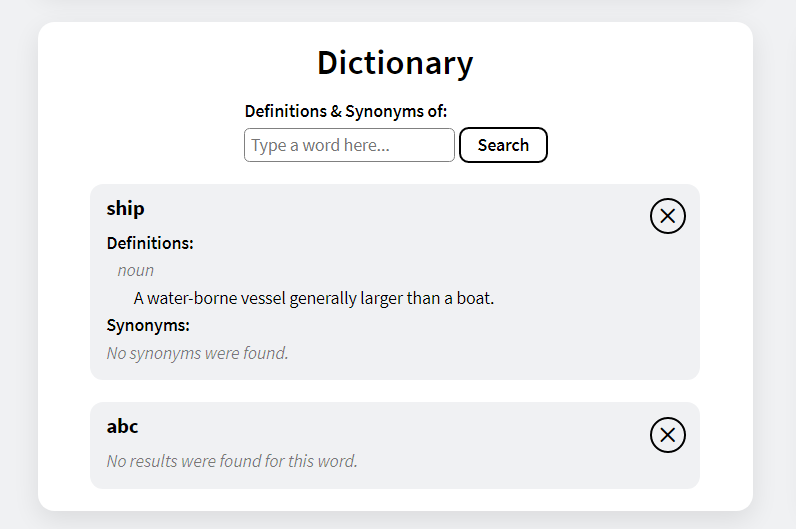 Dictionary
Definitions & Synonyms of:
Type a word here...
Search
ship
Definitions:
noun
A water-borne vessel generally larger than a boat.
Synonyms:
No synonyms were found.
abc
No results were found for this word.